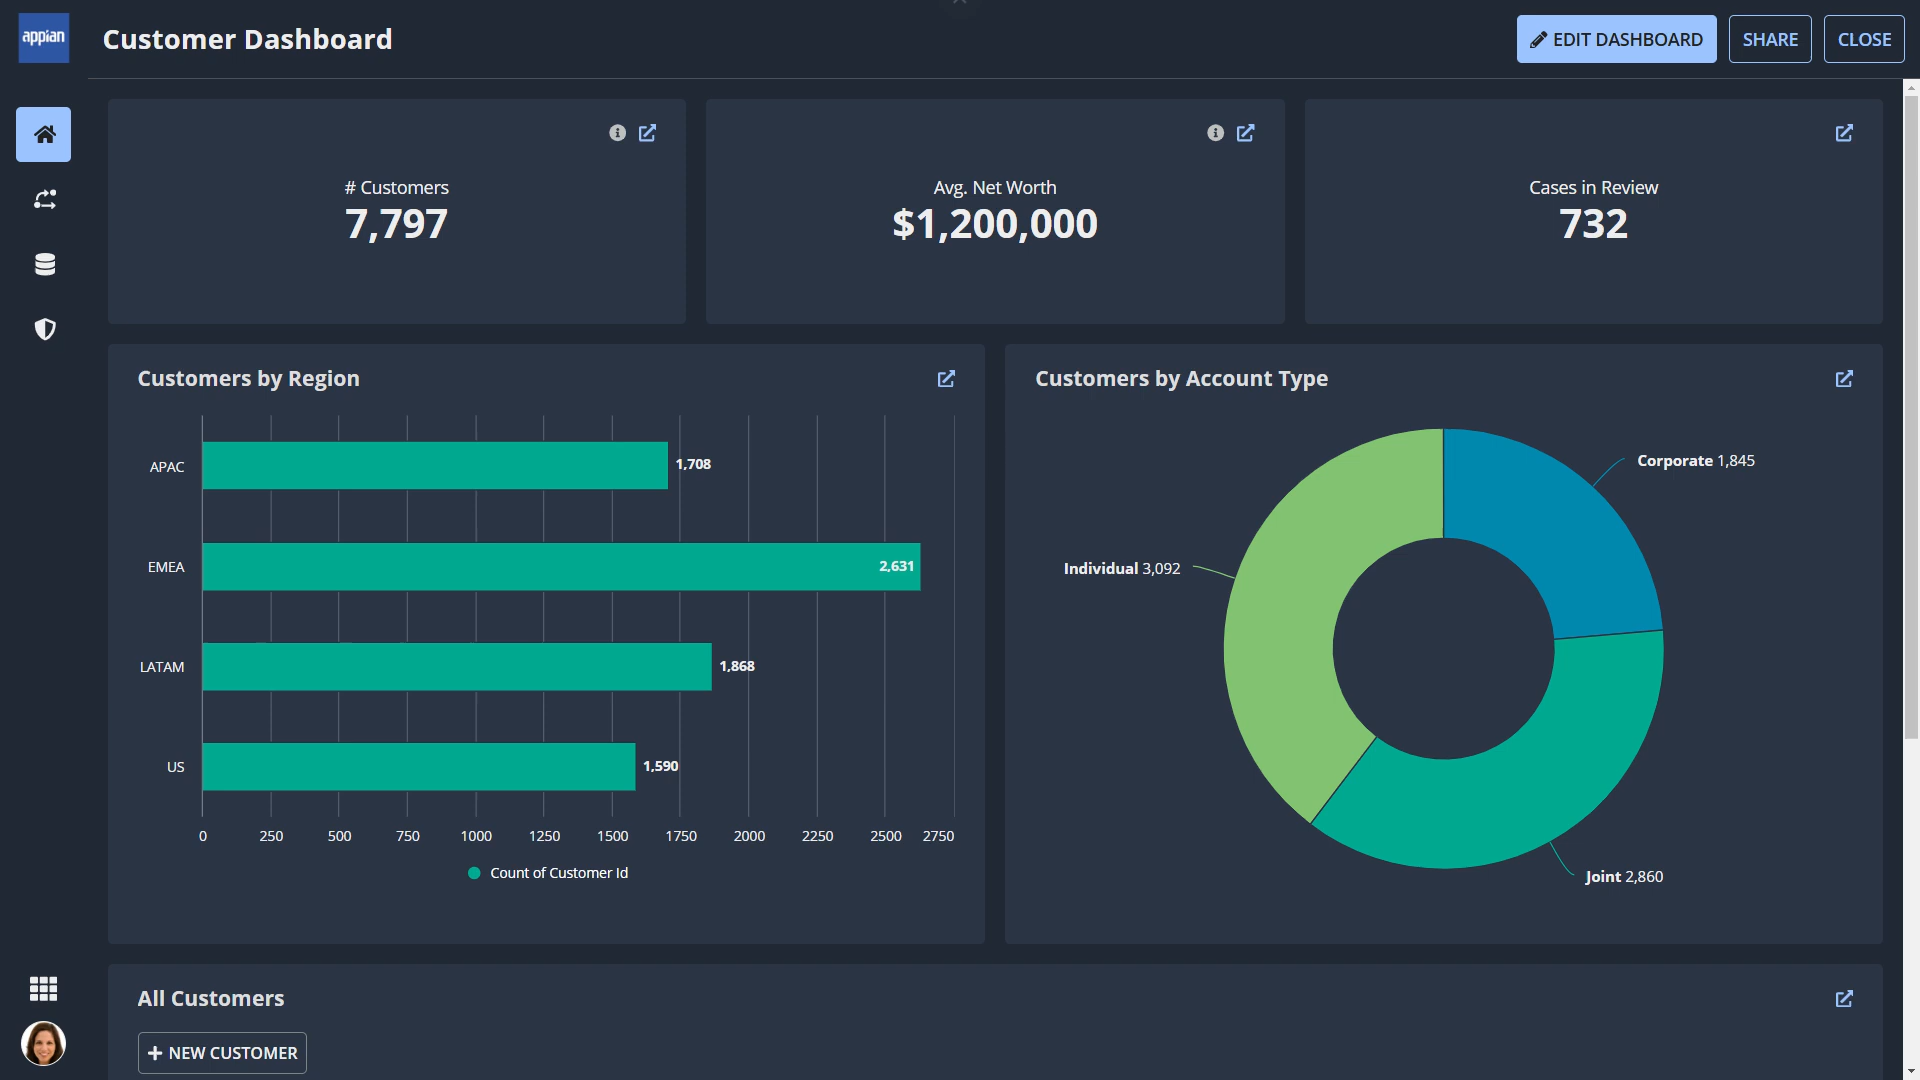 appian
Customer Dashboard
EDIT DASHBOARD
SHARE
CLOSE
# Customers
7,797
Avg. Net Worth
$1,200,000
Cases in Review
732
Customers by Region
APAC
1,708
EMEA
2,631
LATAM
1,868
US
1,590
0 250 500 750 1000 1250 1500 1750 2000 2250 2500 2750
Count of Customer Id
Customers by Account Type
Corporate 1,845
Individual 3,092
Joint 2,860
All Customers
+ NEW CUSTOMER